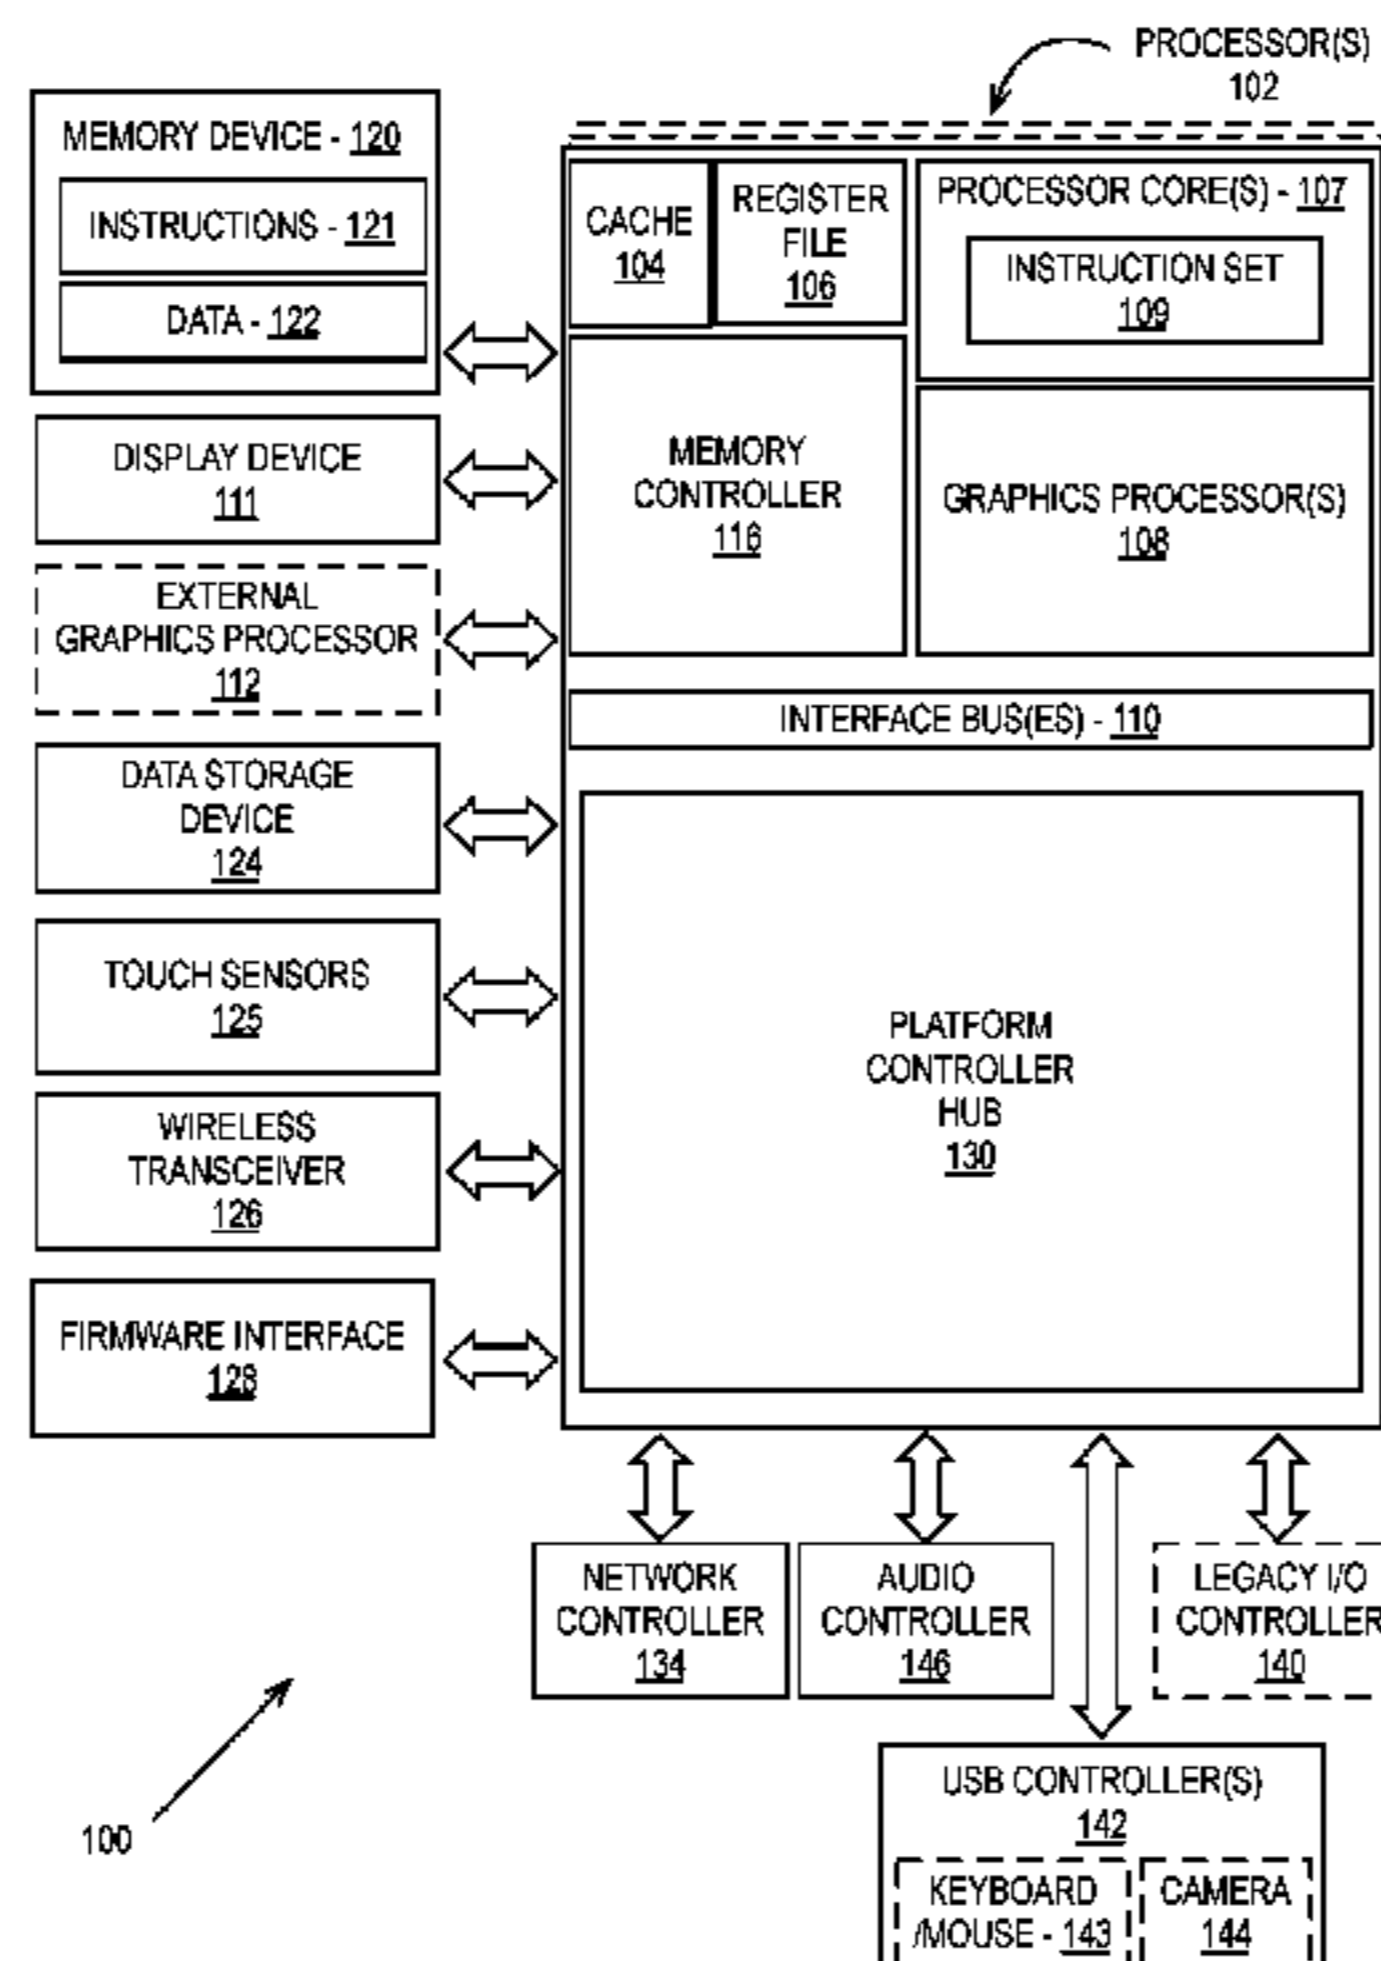 PROCESSOR(S)
102
MEMORY DEVICE - 120
INSTRUCTIONS - 121
DATA - 122
CACHE
104
REGISTER
FILE
106
PROCESSOR CORE(S) - 107
INSTRUCTION SET
109
MEMORY
CONTROLLER
116
GRAPHICS PROCESSOR(S)
108
DISPLAY DEVICE
111
EXTERNAL
GRAPHICS PROCESSOR
112
INTERFACE BUS(ES) - 110
DATA STORAGE
DEVICE
124
TOUCH SENSORS
125
WIRELESS
TRANSCEIVER
126
FIRMWARE INTERFACE
128
PLATFORM
CONTROLLER
HUB
130
NETWORK
CONTROLLER
134
AUDIO
CONTROLLER
146
LEGACY I/O
CONTROLLER
140
USB CONTROLLER(S)
142
KEYBOARD
/MOUSE - 143
CAMERA
144
100